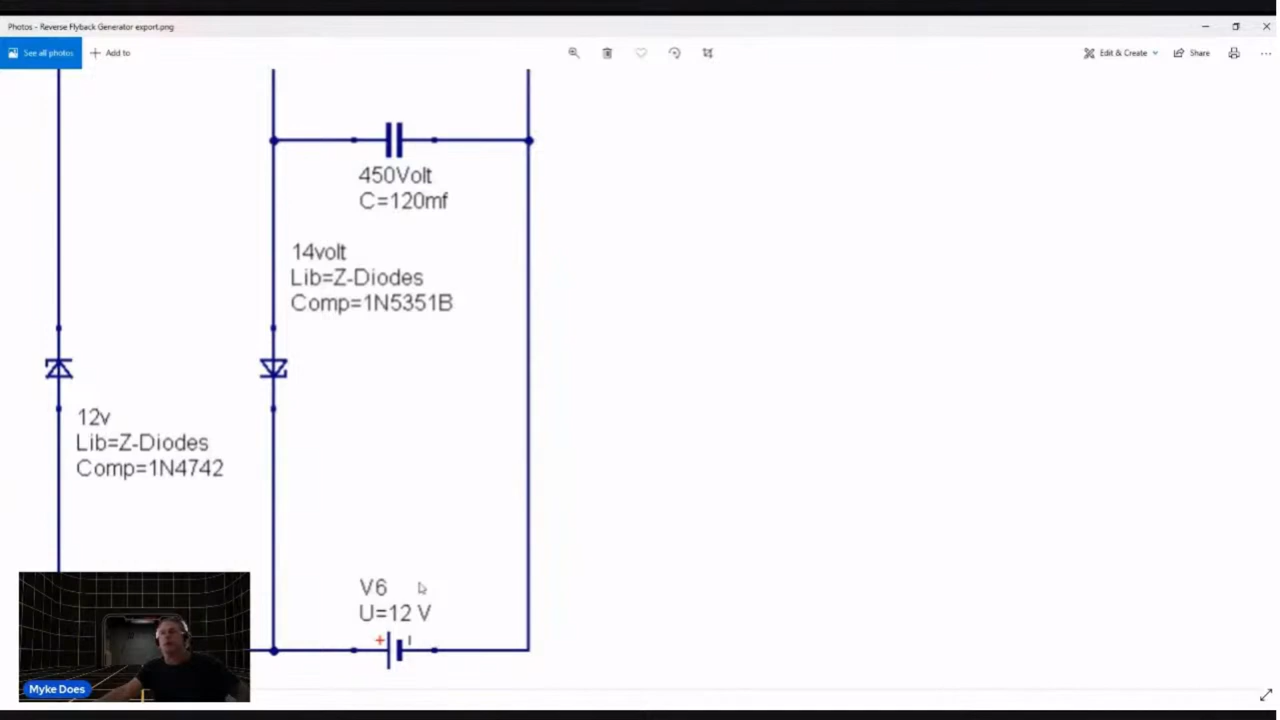 Photos - Reverse Flyback Generator export.png
See all photos
Add to
Edit & Create
Share
450Volt
C=120mf
14volt
Lib=Z-Diodes
Comp=1N5351B
12v
Lib=Z-Diodes
Comp=1N4742
V6
U=12 V
+
Myke Does